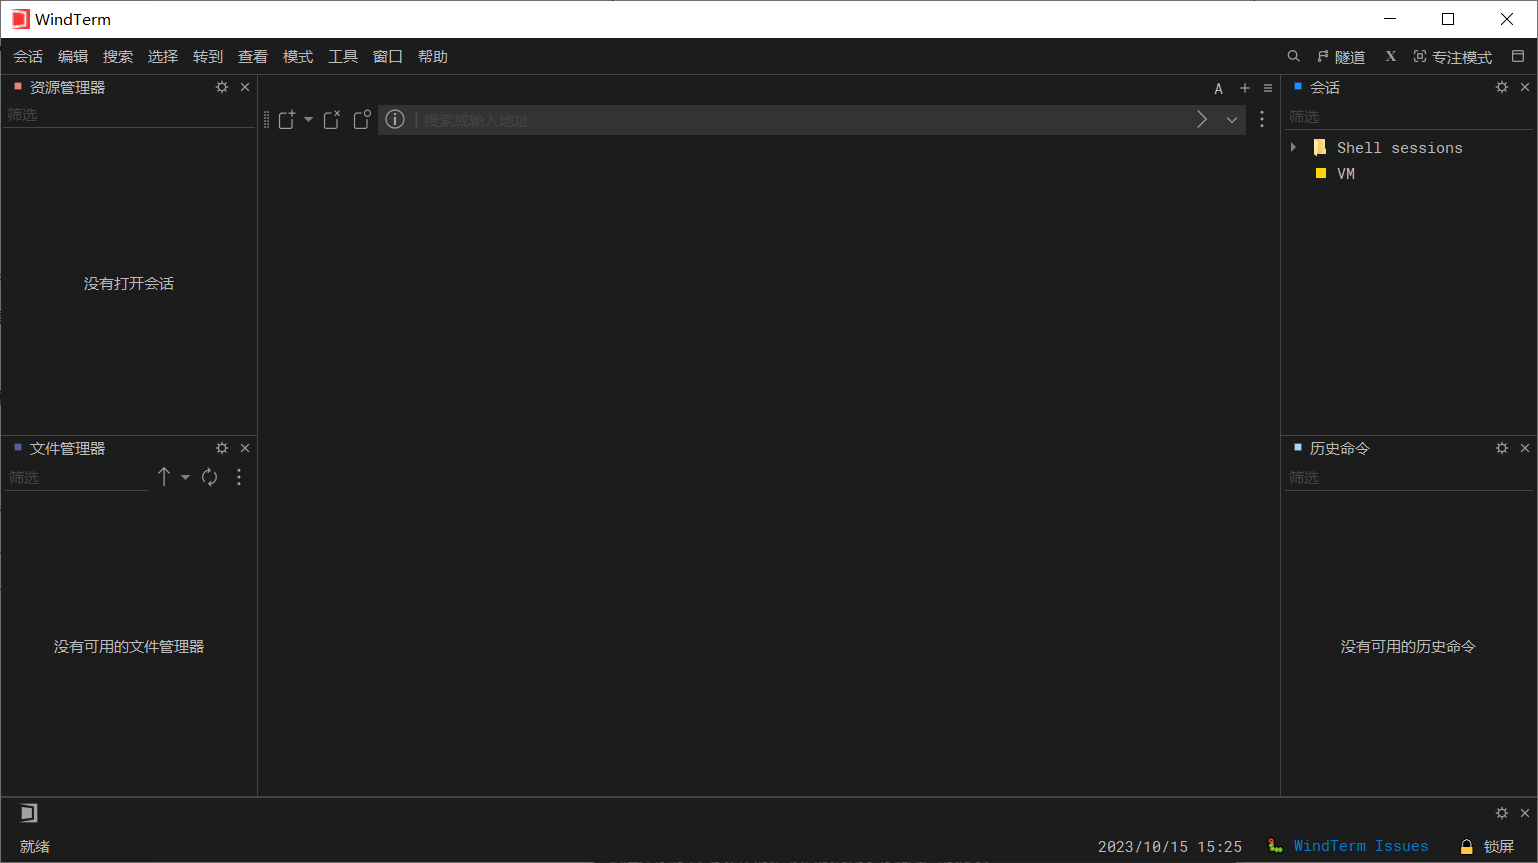 WindTerm
会话 编辑 搜索 选择 转到 查看 模式 工具 窗口 帮助 隧道 X 专注模式
资源管理器
筛选
没有打开会话
文件管理器
筛选
没有可用的文件管理器
A
搜索或输入地址
会话
筛选
Shell sessions
VM
历史命令
筛选
没有可用的历史命令
就绪 2023/10/15 15:25 WindTerm Issues 锁屏